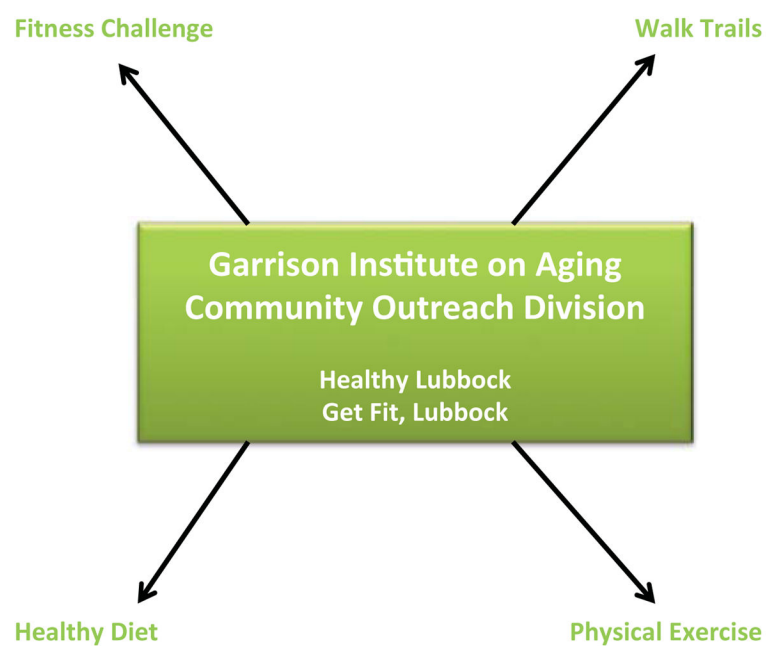 Fitness Challenge
Walk Trails
Garrison Institute on Aging
Community Outreach Division
Healthy Lubbock
Get Fit, Lubbock
Healthy Diet
Physical Exercise